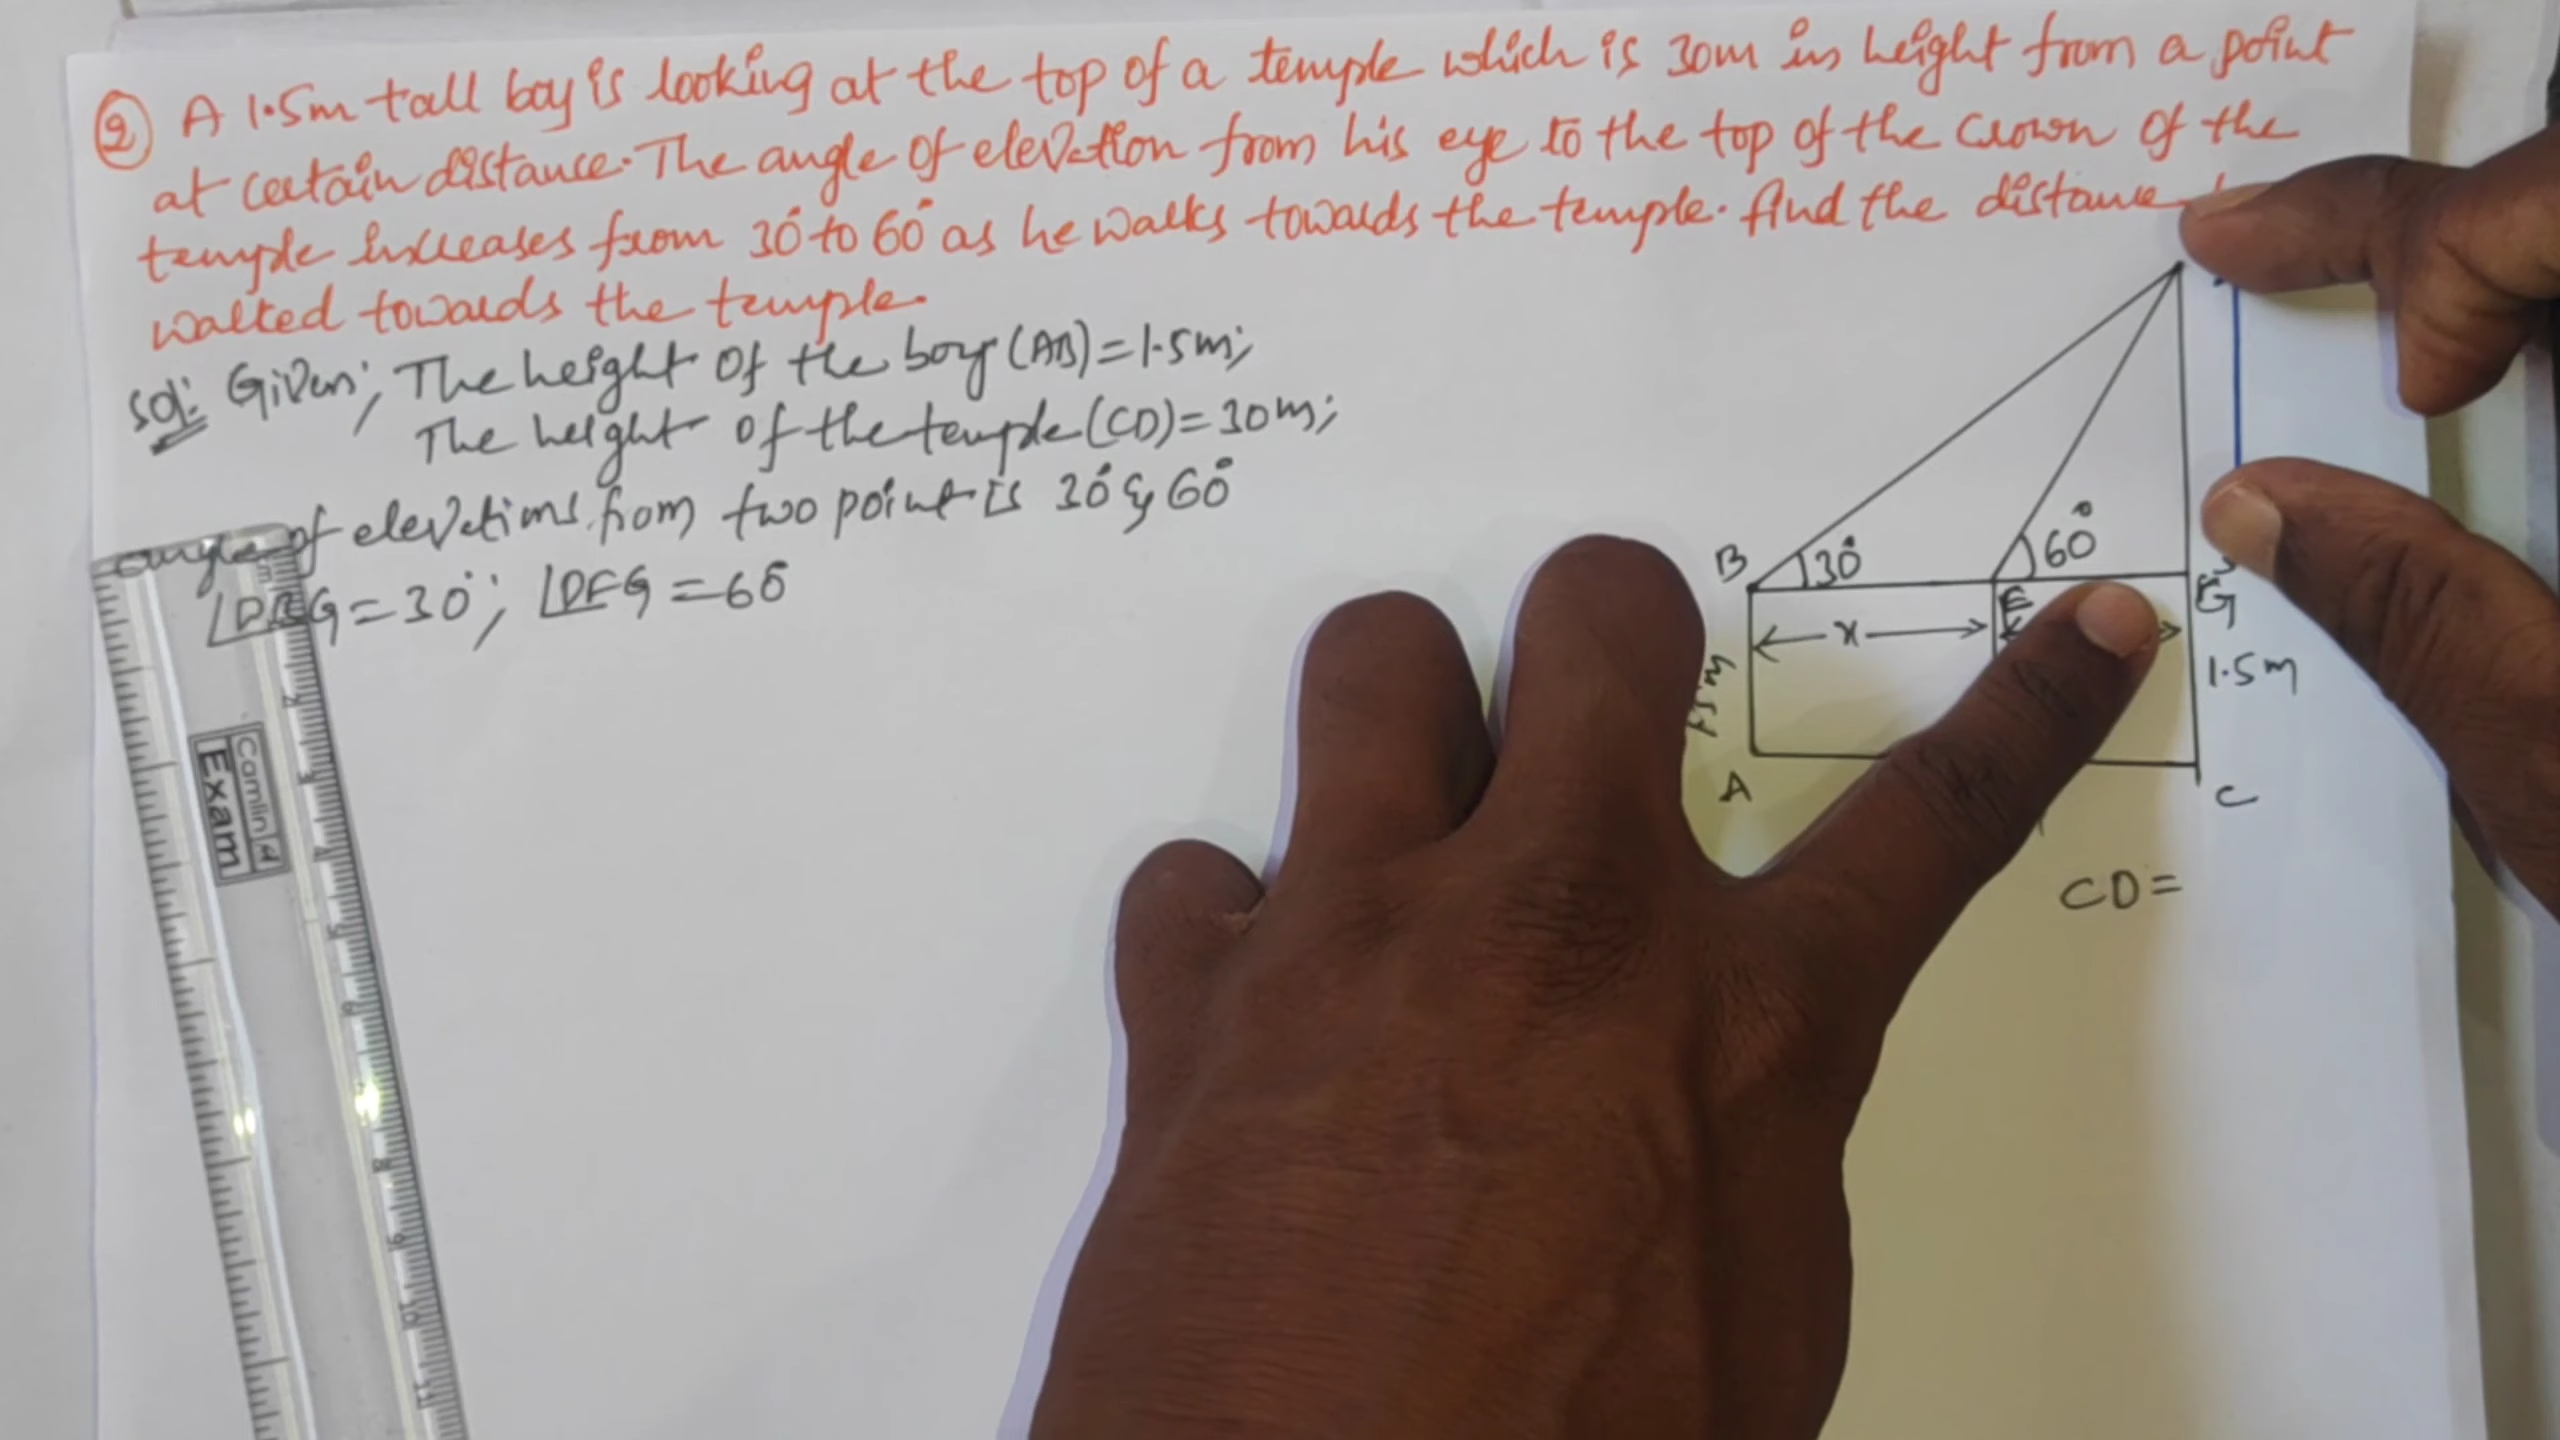 ② A 1.5m tall boy is looking at the top of a temple which is 30m in height from a point
at certain distance. The angle of elevation from his eye to the top of the crown of the
temple increases from 30° to 60° as he walks towards the temple. find the distance
walked towards the temple.
Sol: Given; The height of the boy (AB) = 1.5m;
The height of the temple (CD) = 30m;
angle of elevations from two point is 30° & 60°
∠DBG = 30°; ∠DFG = 60°
B
30°
60°
G
x
1.5m
A
C
CD =
Camlin
Exam